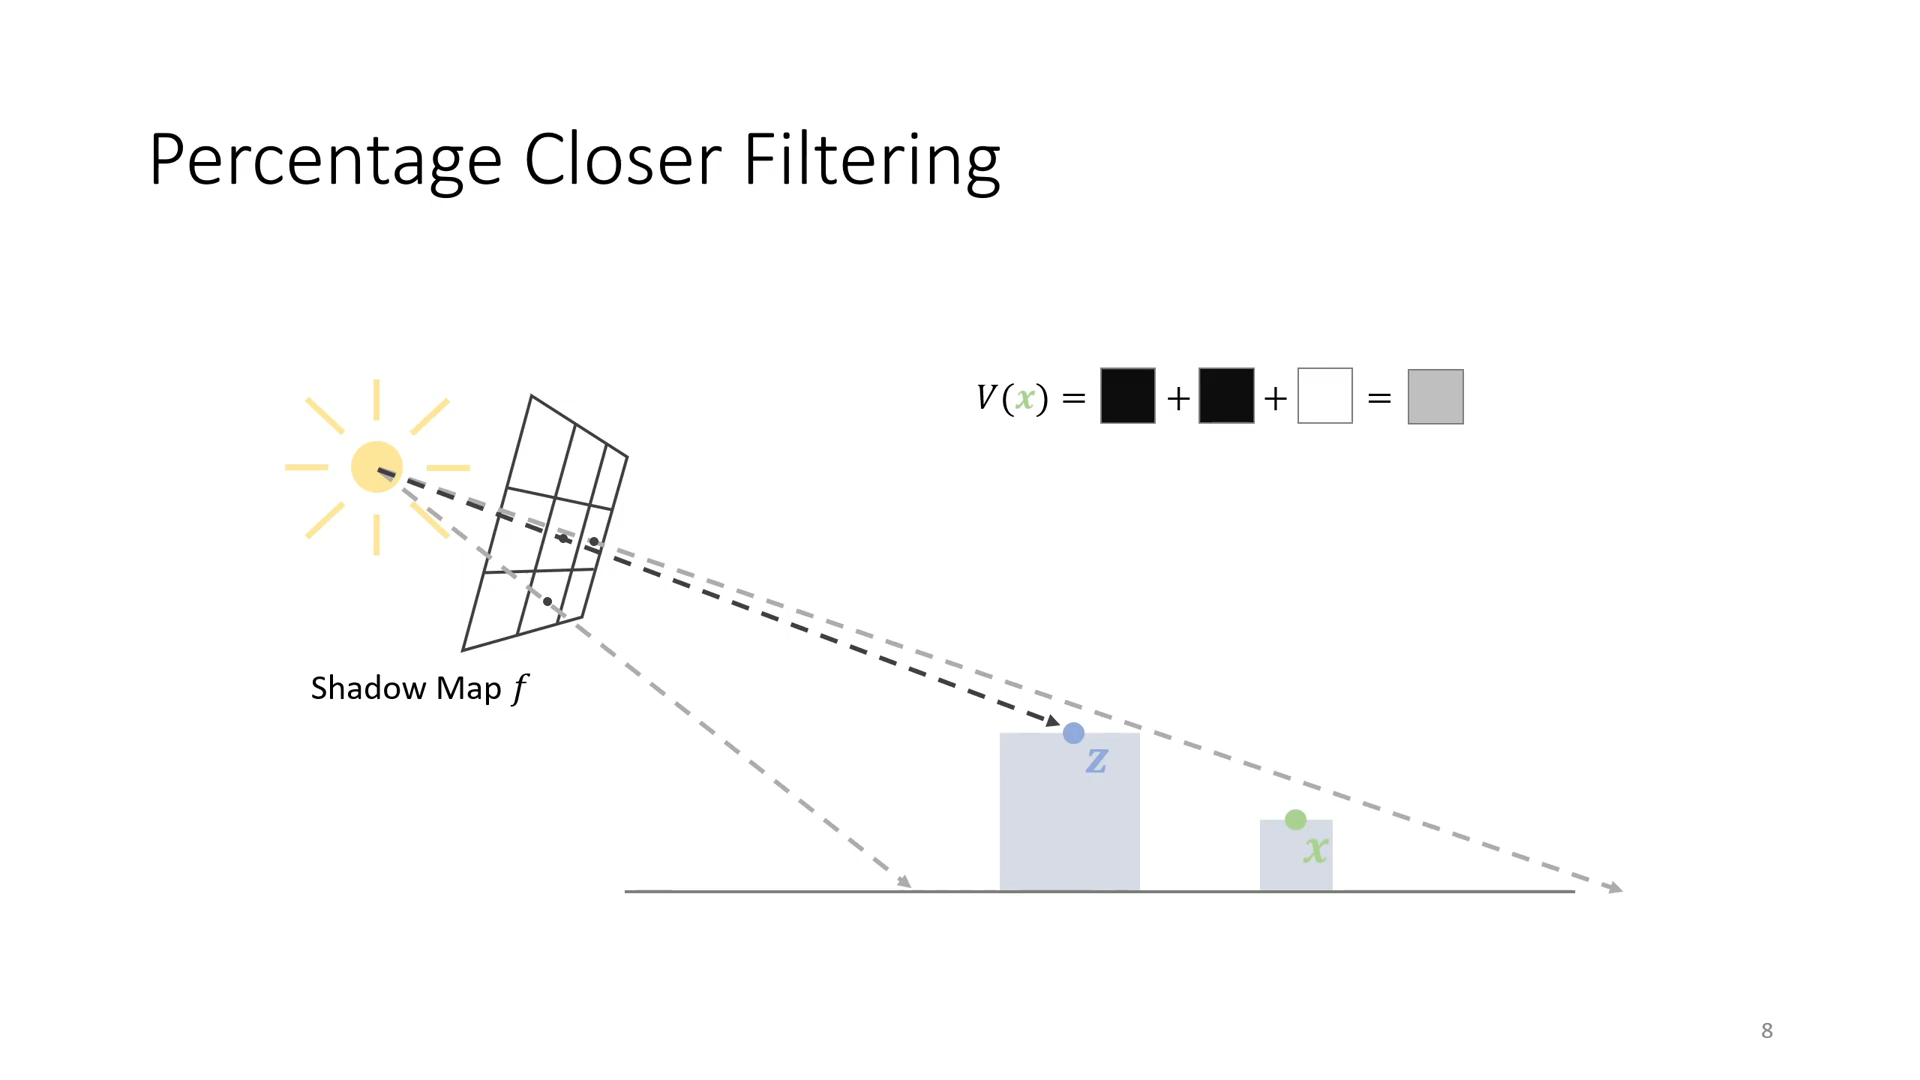 Percentage Closer Filtering
V(x) = + + =
Shadow Map f
z
x
8